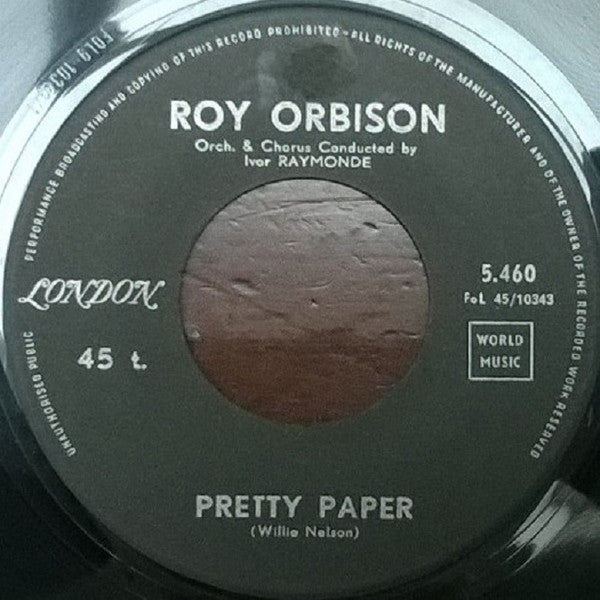 UNAUTHORISED PUBLIC PERFORMANCE BROADCASTING AND COPYING OF THIS RECORD PROHIBITED - ALL RIGHTS OF THE MANUFACTURER AND OF THE OWNER OF THE RECORDED WORK RESERVED
ROY ORBISON
Orch. & Chorus Conducted by
Ivor RAYMONDE
LONDON
45 t.
5.460
FoL 45/10343
WORLD
MUSIC
PRETTY PAPER
(Willie Nelson)